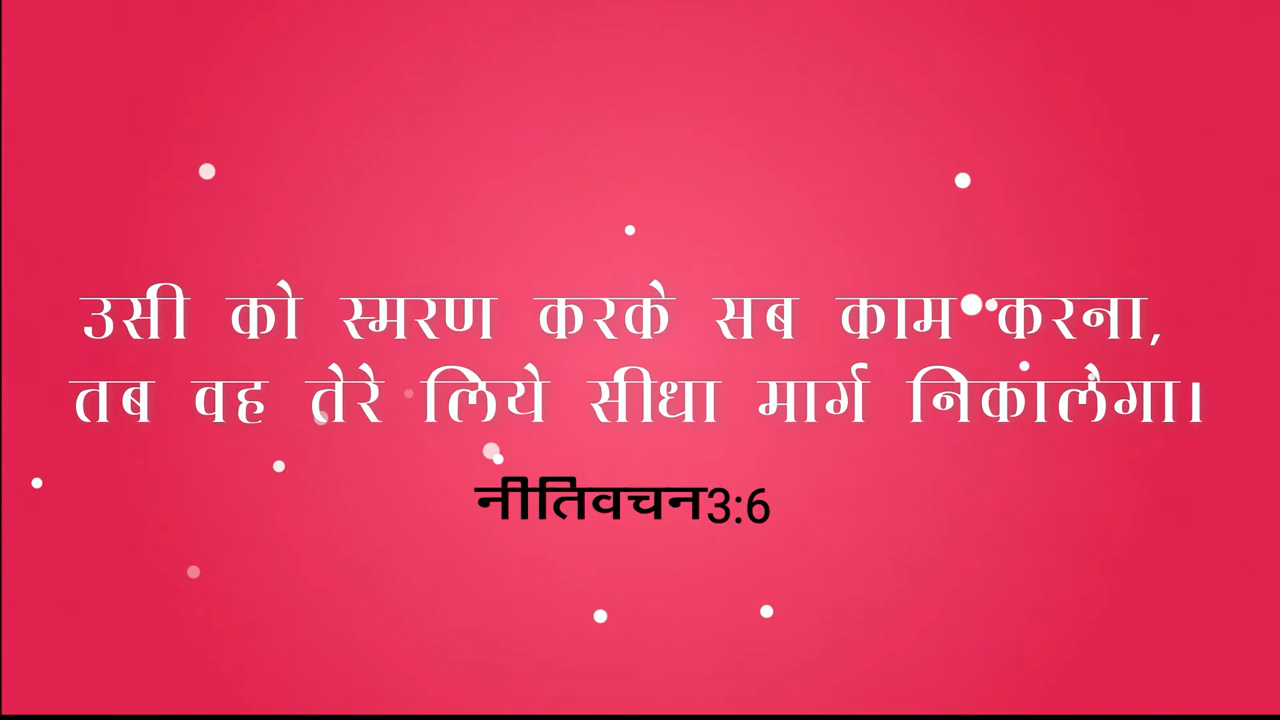 उसी को स्मरण करके सब काम करना,
तब वह तेरे लिये सीधा मार्ग निकालेगा।
नीतिवचन3:6